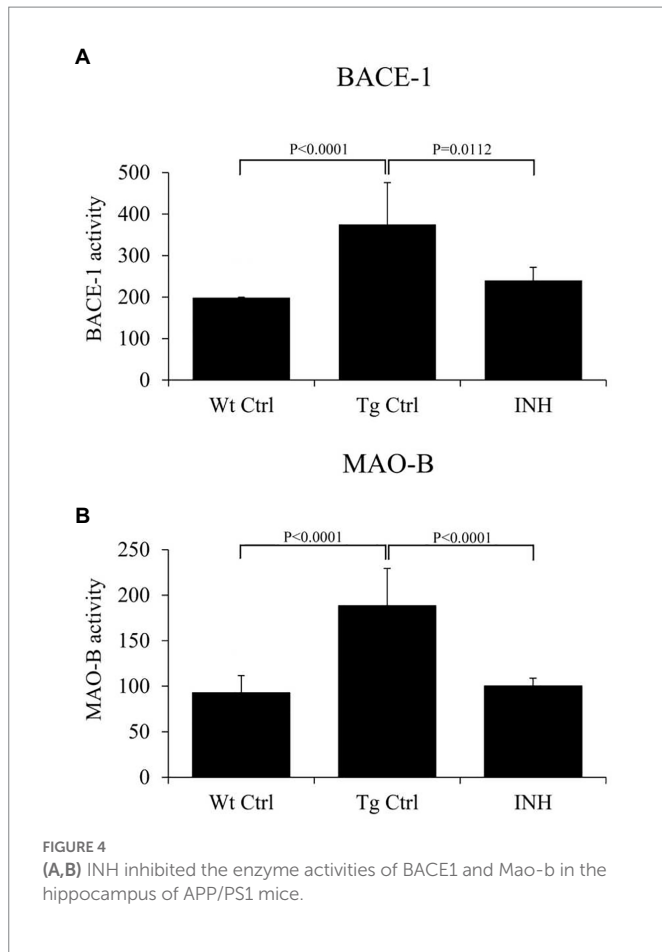 A
BACE-1
P<0.0001 P=0.0112
500
400
300
200
100
0
BACE-1 activity
Wt Ctrl Tg Ctrl INH
MAO-B
B
P<0.0001 P<0.0001
250
200
150
100
50
0
MAO-B activity
Wt Ctrl Tg Ctrl INH
FIGURE 4
(A,B) INH inhibited the enzyme activities of BACE1 and Mao-b in the
hippocampus of APP/PS1 mice.